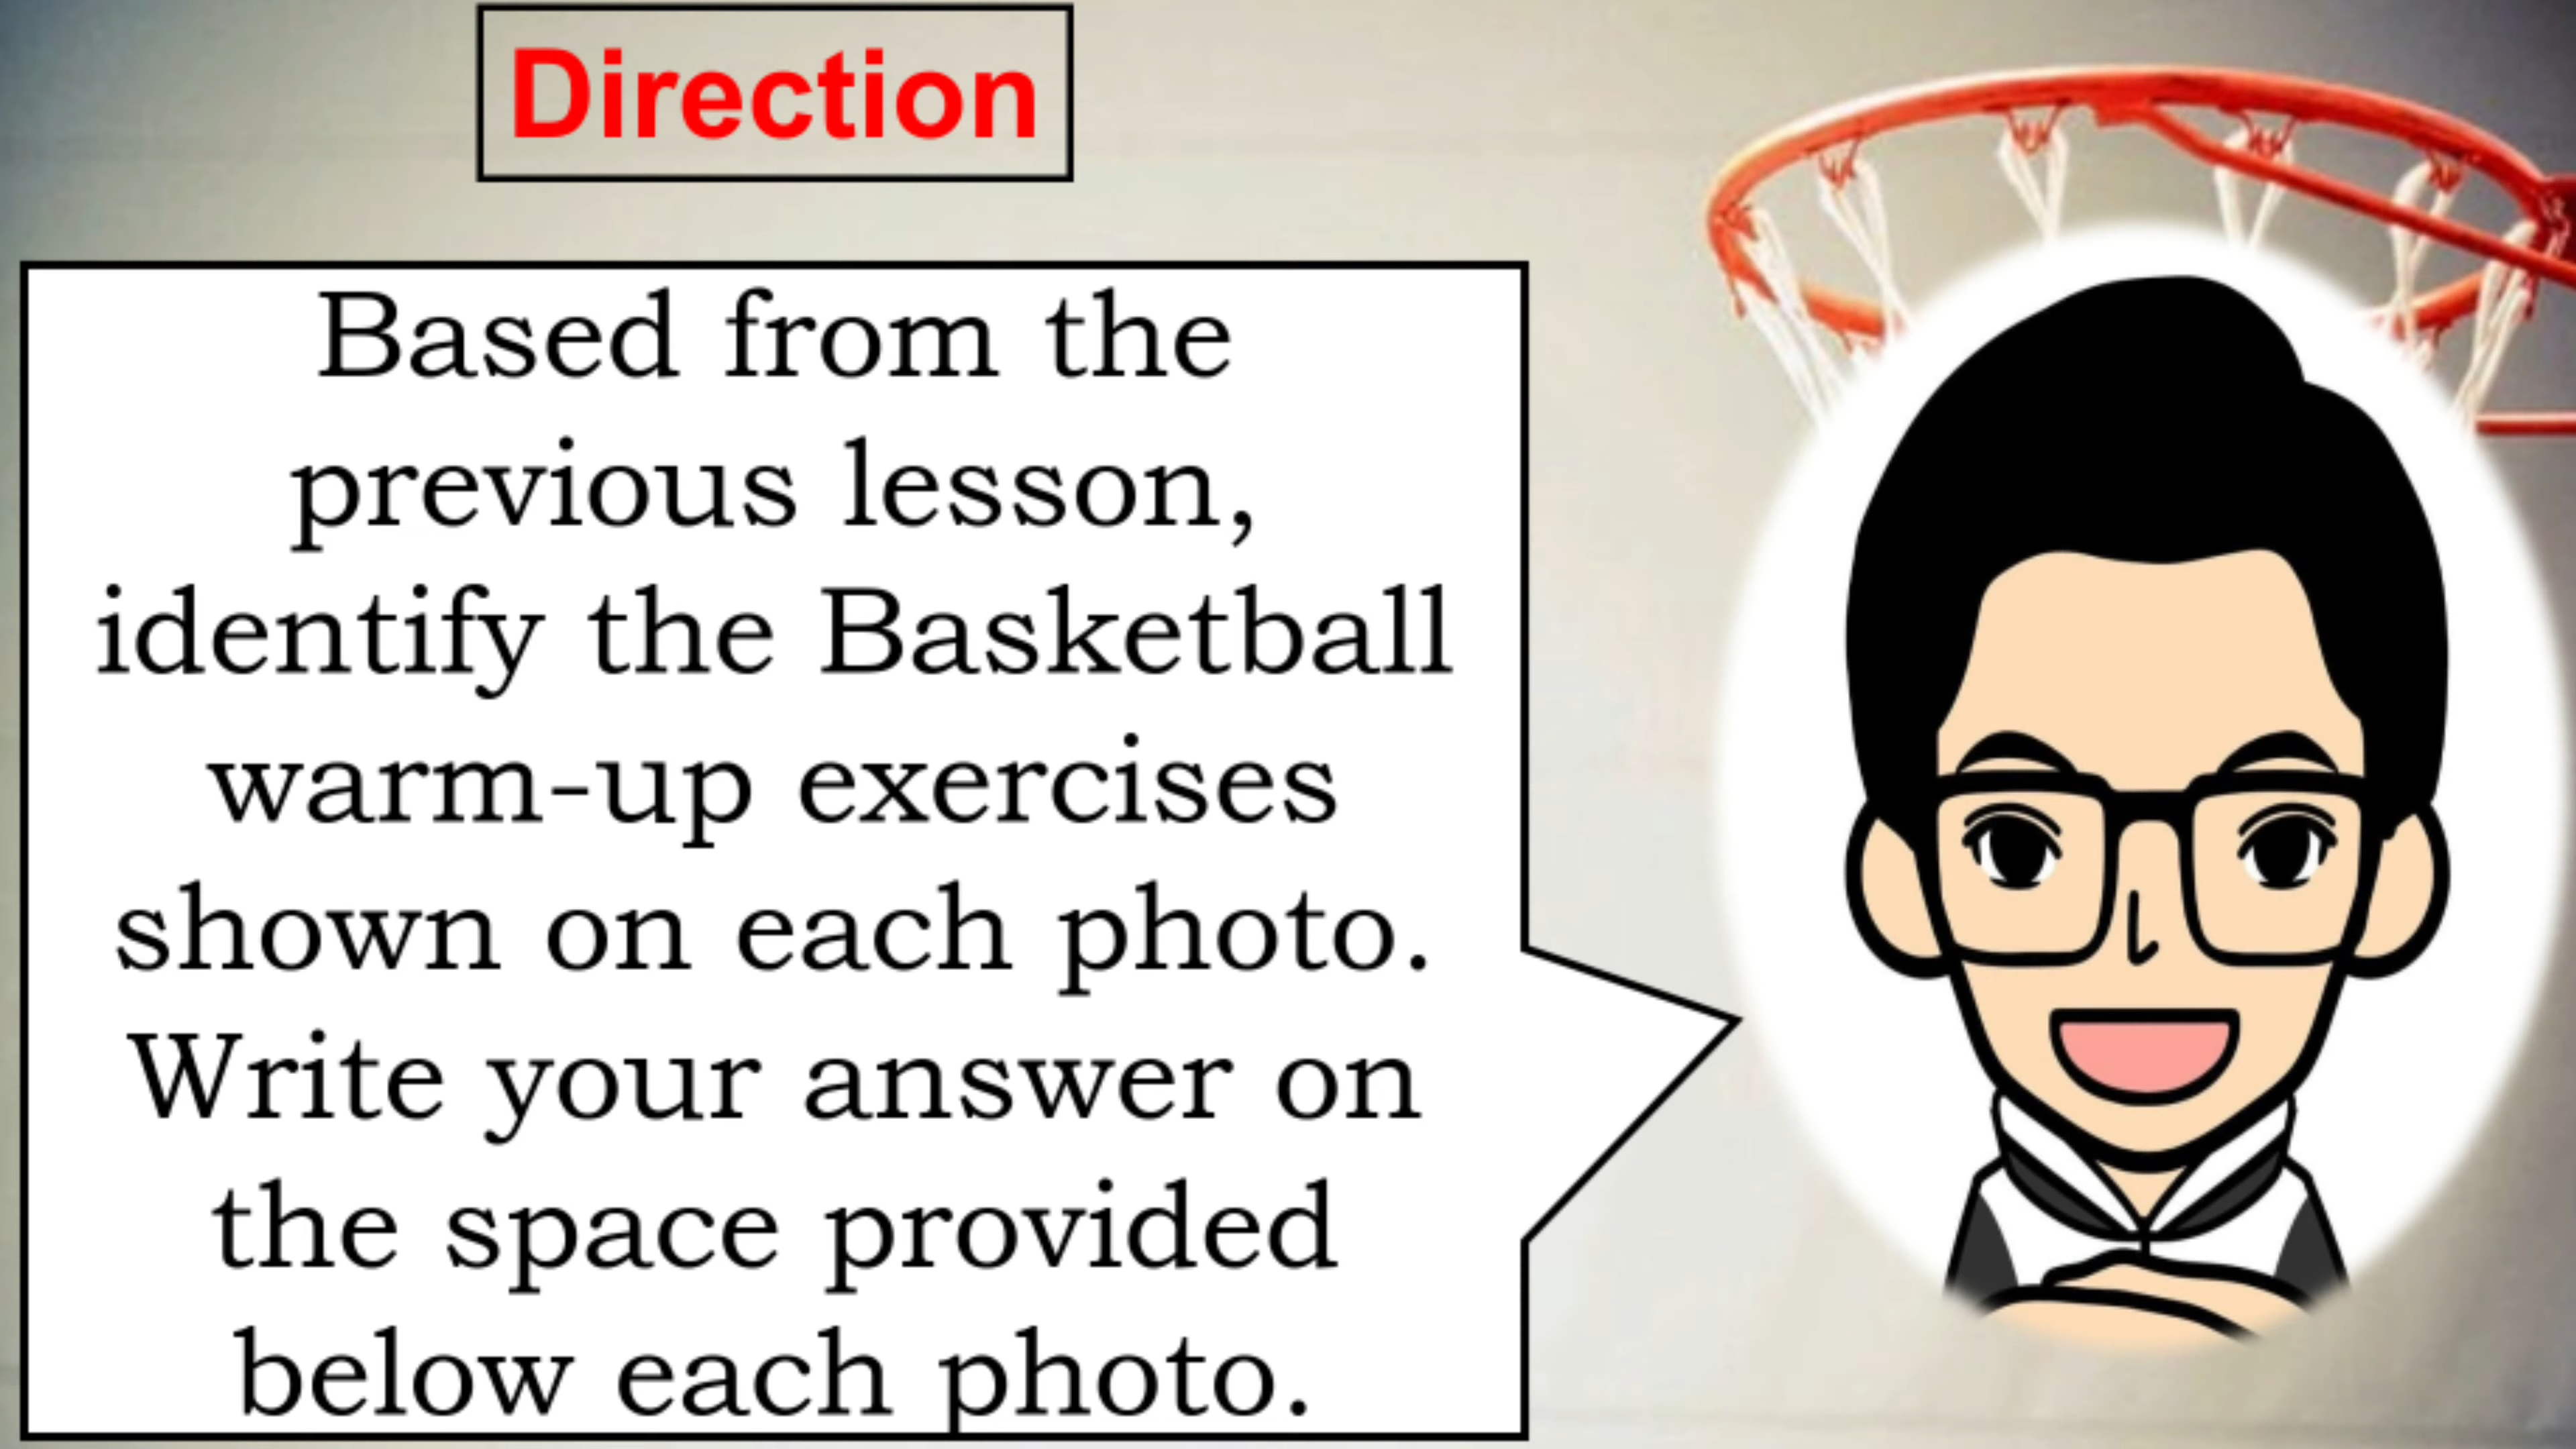 Direction
Based from the
previous lesson,
identify the Basketball
warm-up exercises
shown on each photo.
Write your answer on
the space provided
below each photo.